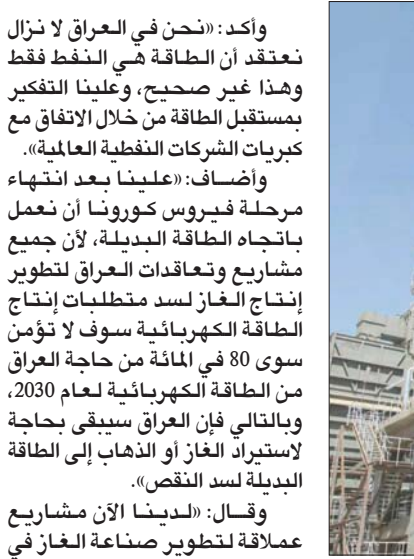 وأكد: «نحن في العراق لا نزال
نعتقد أن الطاقة هي النفط فقط
وهذا غير صحيح، وعلينا التفكير
بمستقبل الطاقة من خلال الاتفاق مع
كبريات الشركات النفطية العالمية».
وأضاف: «علينا بعد انتهاء
مرحلة فيروس كورونا أن نعمل
باتجاه الطاقة البديلة، لأن جميع
مشاريع وتعاقدات العراق لتطوير
إنتاج الغاز لسد متطلبات إنتاج
الطاقة الكهربائية سوف لا تؤمن
سوى 80 في المائة من حاجة العراق
من الطاقة الكهربائية لعام 2030،
وبالتالي فإن العراق سيبقى بحاجة
لاستيراد الغاز أو الذهاب إلى الطاقة
البديلة لسد النقص».
وقال: «لدينا الآن مشاريع
عملاقة لتطوير صناعة الغاز في